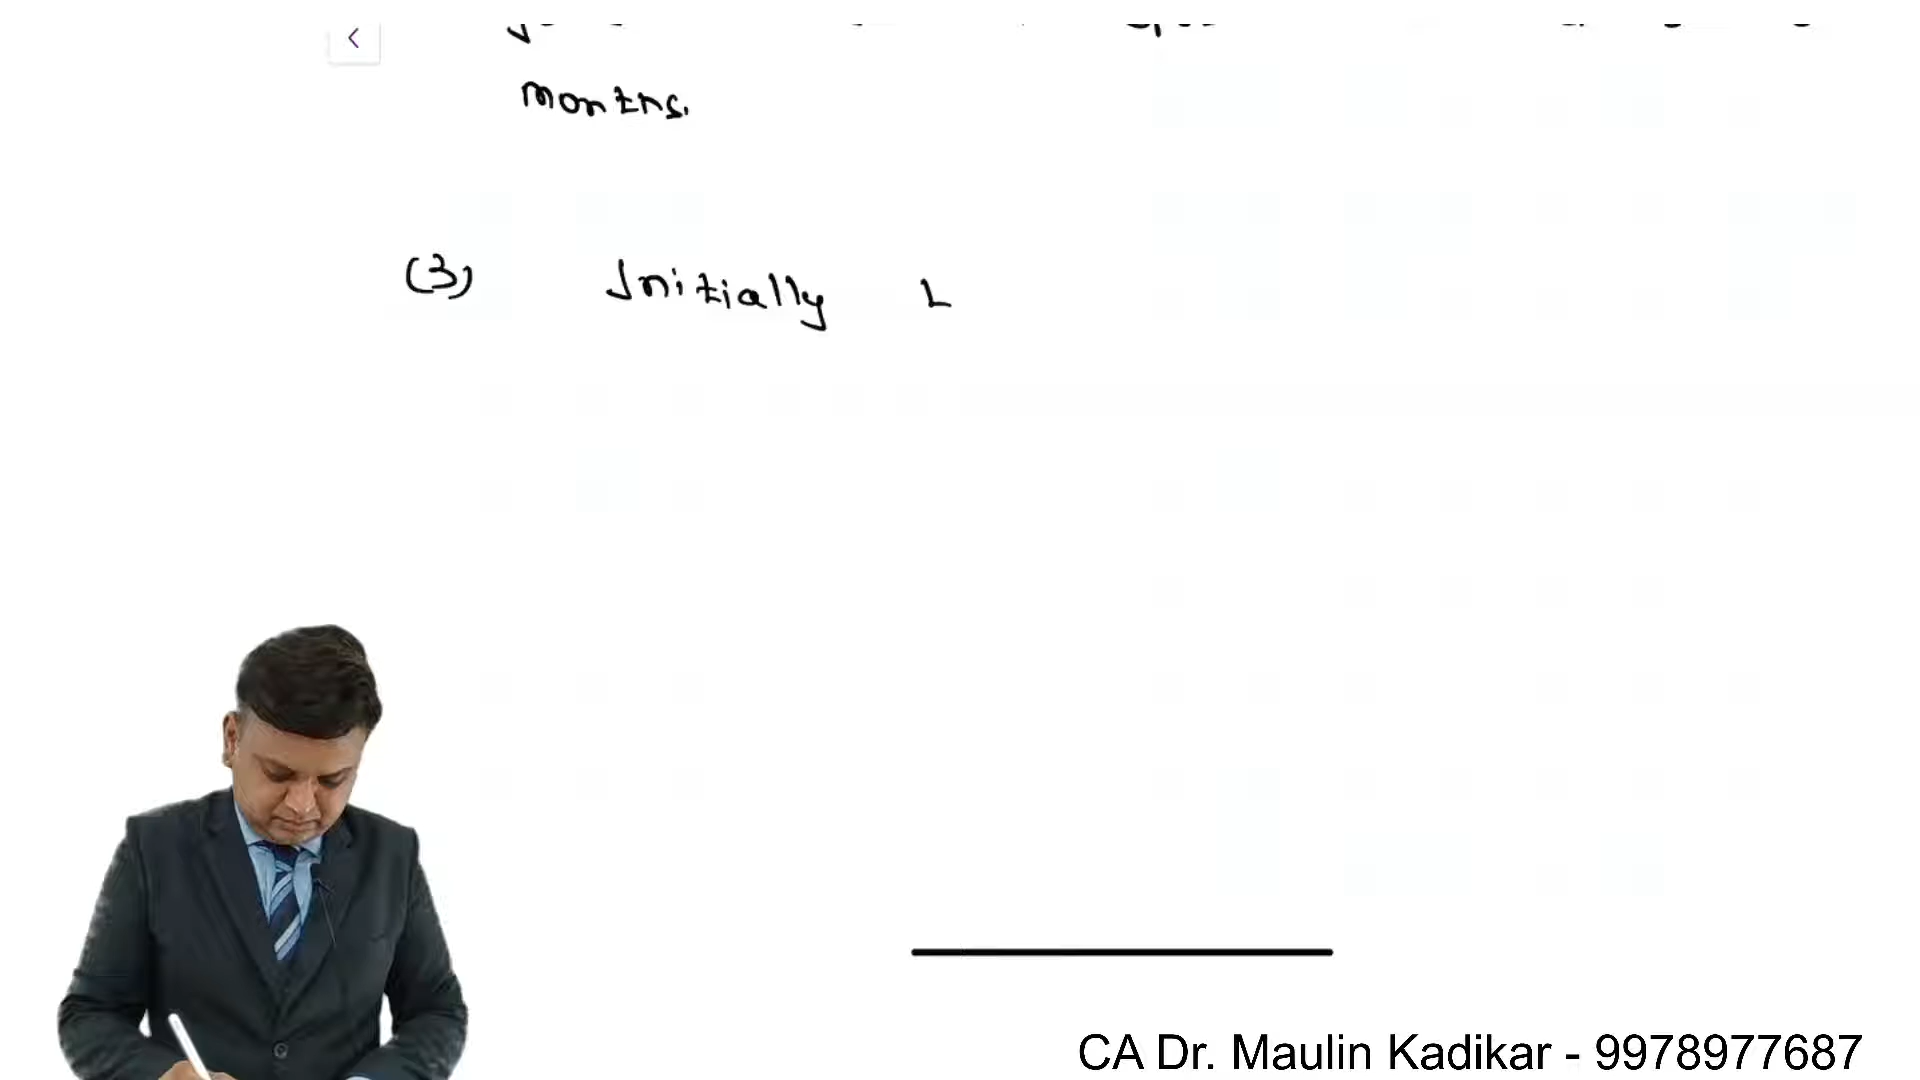 months.
(3) Initially L
CA Dr. Maulin Kadikar - 9978977687